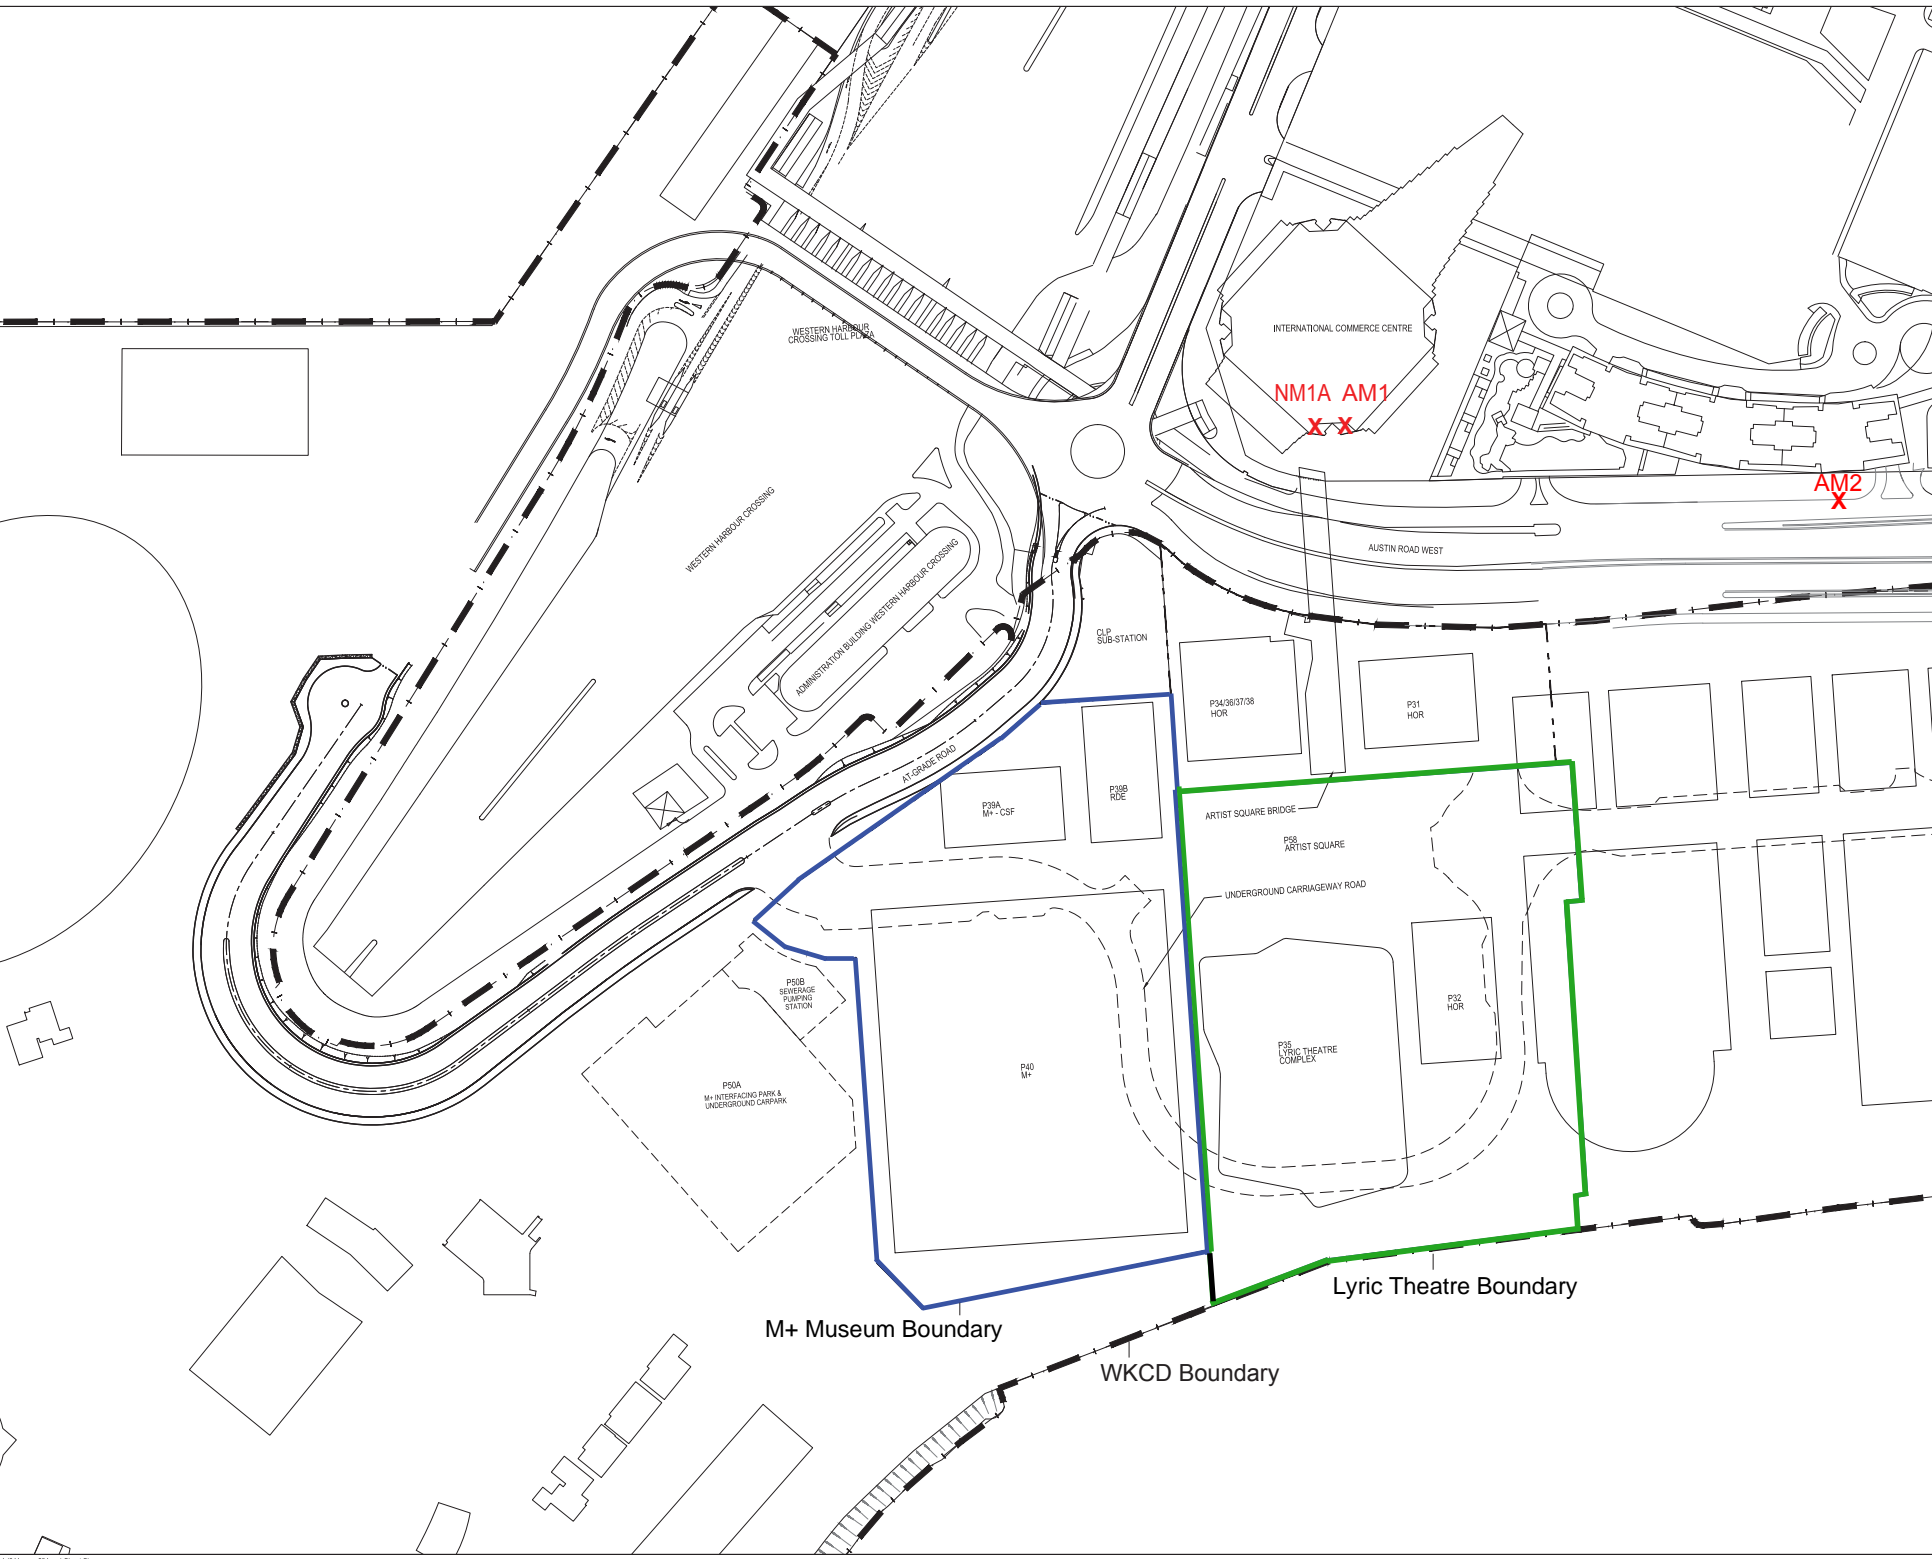 WESTERN HARBOUR
CROSSING TOLL PLAZA
INTERNATIONAL COMMERCE CENTRE
NM1A AM1
X X
AM2
X
WESTERN HARBOUR CROSSING
AUSTIN ROAD WEST
ADMINISTRATION BUILDING WESTERN HARBOUR CROSSING
CLP
SUB-STATION
P34/36/37/38
HOR
P31
HOR
AT-GRADE ROAD
P39A
M+ - CSF
P39B
RDE
ARTIST SQUARE BRIDGE
P58
ARTIST SQUARE
UNDERGROUND CARRIAGEWAY ROAD
P50B
SEWERAGE
PUMPING
STATION
P32
HOR
P35
LYRIC THEATRE
COMPLEX
P40
M+
P50A
M+ INTERFACING PARK &
UNDERGROUND CARPARK
Lyric Theatre Boundary
M+ Museum Boundary
WKCD Boundary